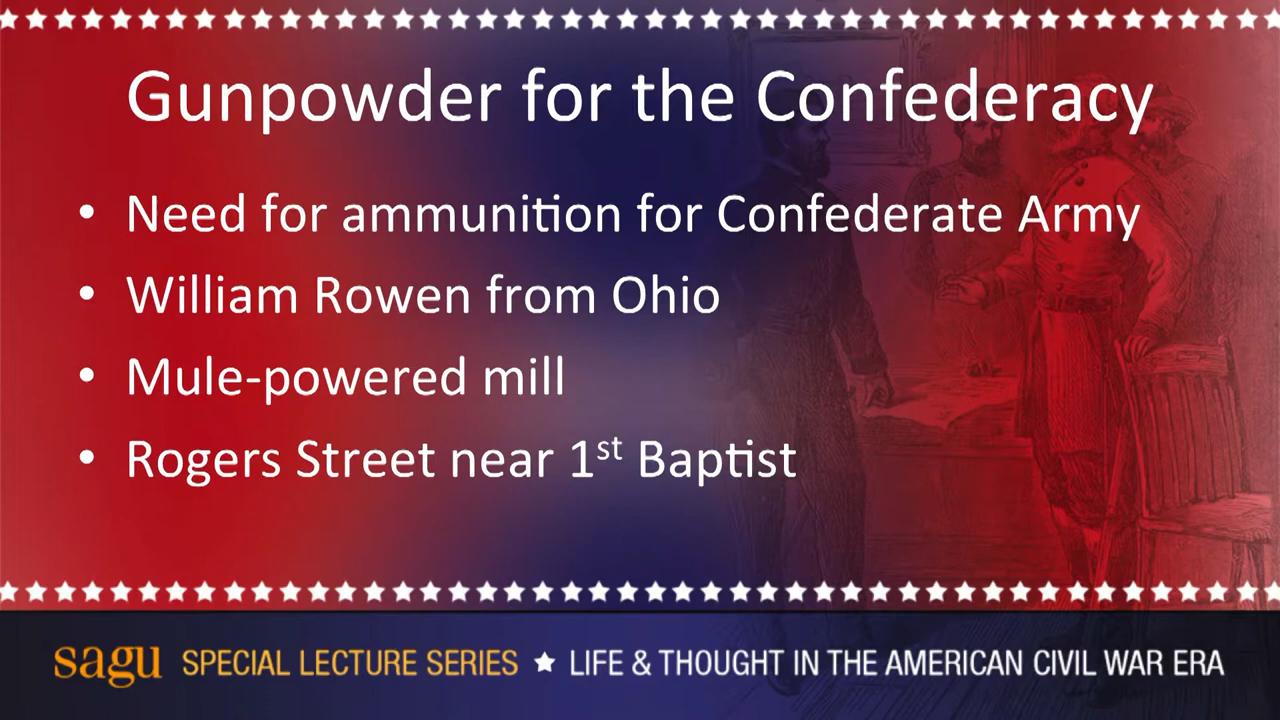 Gunpowder for the Confederacy
• Need for ammunition for Confederate Army
• William Rowen from Ohio
• Mule-powered mill
• Rogers Street near 1st Baptist
sagu SPECIAL LECTURE SERIES ★ LIFE & THOUGHT IN THE AMERICAN CIVIL WAR ERA